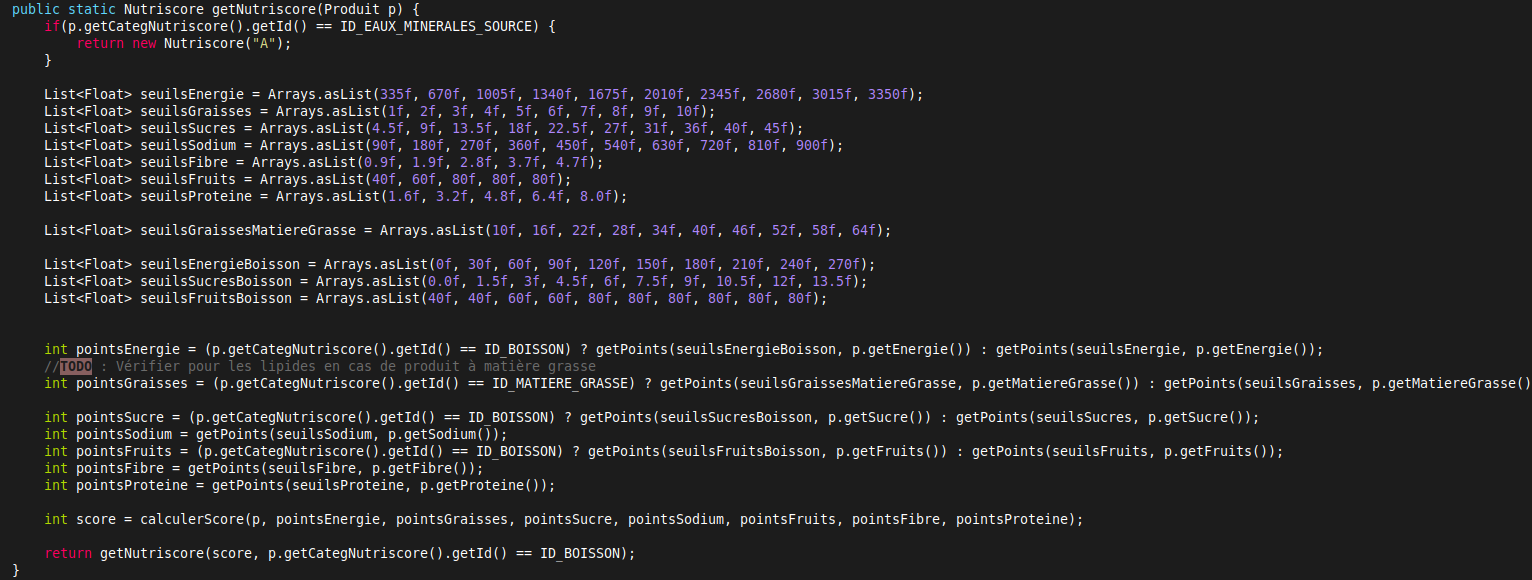 public static Nutriscore getNutriscore(Produit p) {
    if(p.getCategNutriscore().getId() == ID_EAUX_MINERALES_SOURCE) {
        return new Nutriscore("A");
    }

    List<Float> seuilsEnergie = Arrays.asList(335f, 670f, 1005f, 1340f, 1675f, 2010f, 2345f, 2680f, 3015f, 3350f);
    List<Float> seuilsGraisses = Arrays.asList(1f, 2f, 3f, 4f, 5f, 6f, 7f, 8f, 9f, 10f);
    List<Float> seuilsSucres = Arrays.asList(4.5f, 9f, 13.5f, 18f, 22.5f, 27f, 31f, 36f, 40f, 45f);
    List<Float> seuilsSodium = Arrays.asList(90f, 180f, 270f, 360f, 450f, 540f, 630f, 720f, 810f, 900f);
    List<Float> seuilsFibre = Arrays.asList(0.9f, 1.9f, 2.8f, 3.7f, 4.7f);
    List<Float> seuilsFruits = Arrays.asList(40f, 60f, 80f, 80f, 80f);
    List<Float> seuilsProteine = Arrays.asList(1.6f, 3.2f, 4.8f, 6.4f, 8.0f);

    List<Float> seuilsGraissesMatiereGrasse = Arrays.asList(10f, 16f, 22f, 28f, 34f, 40f, 46f, 52f, 58f, 64f);

    List<Float> seuilsEnergieBoisson = Arrays.asList(0f, 30f, 60f, 90f, 120f, 150f, 180f, 210f, 240f, 270f);
    List<Float> seuilsSucresBoisson = Arrays.asList(0.0f, 1.5f, 3f, 4.5f, 6f, 7.5f, 9f, 10.5f, 12f, 13.5f);
    List<Float> seuilsFruitsBoisson = Arrays.asList(40f, 40f, 60f, 60f, 80f, 80f, 80f, 80f, 80f, 80f);

    int pointsEnergie = (p.getCategNutriscore().getId() == ID_BOISSON) ? getPoints(seuilsEnergieBoisson, p.getEnergie()) : getPoints(seuilsEnergie, p.getEnergie());
    //TODO : Vérifier pour les lipides en cas de produit à matière grasse
    int pointsGraisses = (p.getCategNutriscore().getId() == ID_MATIERE_GRASSE) ? getPoints(seuilsGraissesMatiereGrasse, p.getMatiereGrasse()) : getPoints(seuilsGraisses, p.getMatiereGrasse()

    int pointsSucre = (p.getCategNutriscore().getId() == ID_BOISSON) ? getPoints(seuilsSucresBoisson, p.getSucre()) : getPoints(seuilsSucres, p.getSucre());
    int pointsSodium = getPoints(seuilsSodium, p.getSodium());
    int pointsFruits = (p.getCategNutriscore().getId() == ID_BOISSON) ? getPoints(seuilsFruitsBoisson, p.getFruits()) : getPoints(seuilsFruits, p.getFruits());
    int pointsFibre = getPoints(seuilsFibre, p.getFibre());
    int pointsProteine = getPoints(seuilsProteine, p.getProteine());

    int score = calculerScore(p, pointsEnergie, pointsGraisses, pointsSucre, pointsSodium, pointsFruits, pointsFibre, pointsProteine);

    return getNutriscore(score, p.getCategNutriscore().getId() == ID_BOISSON);
}